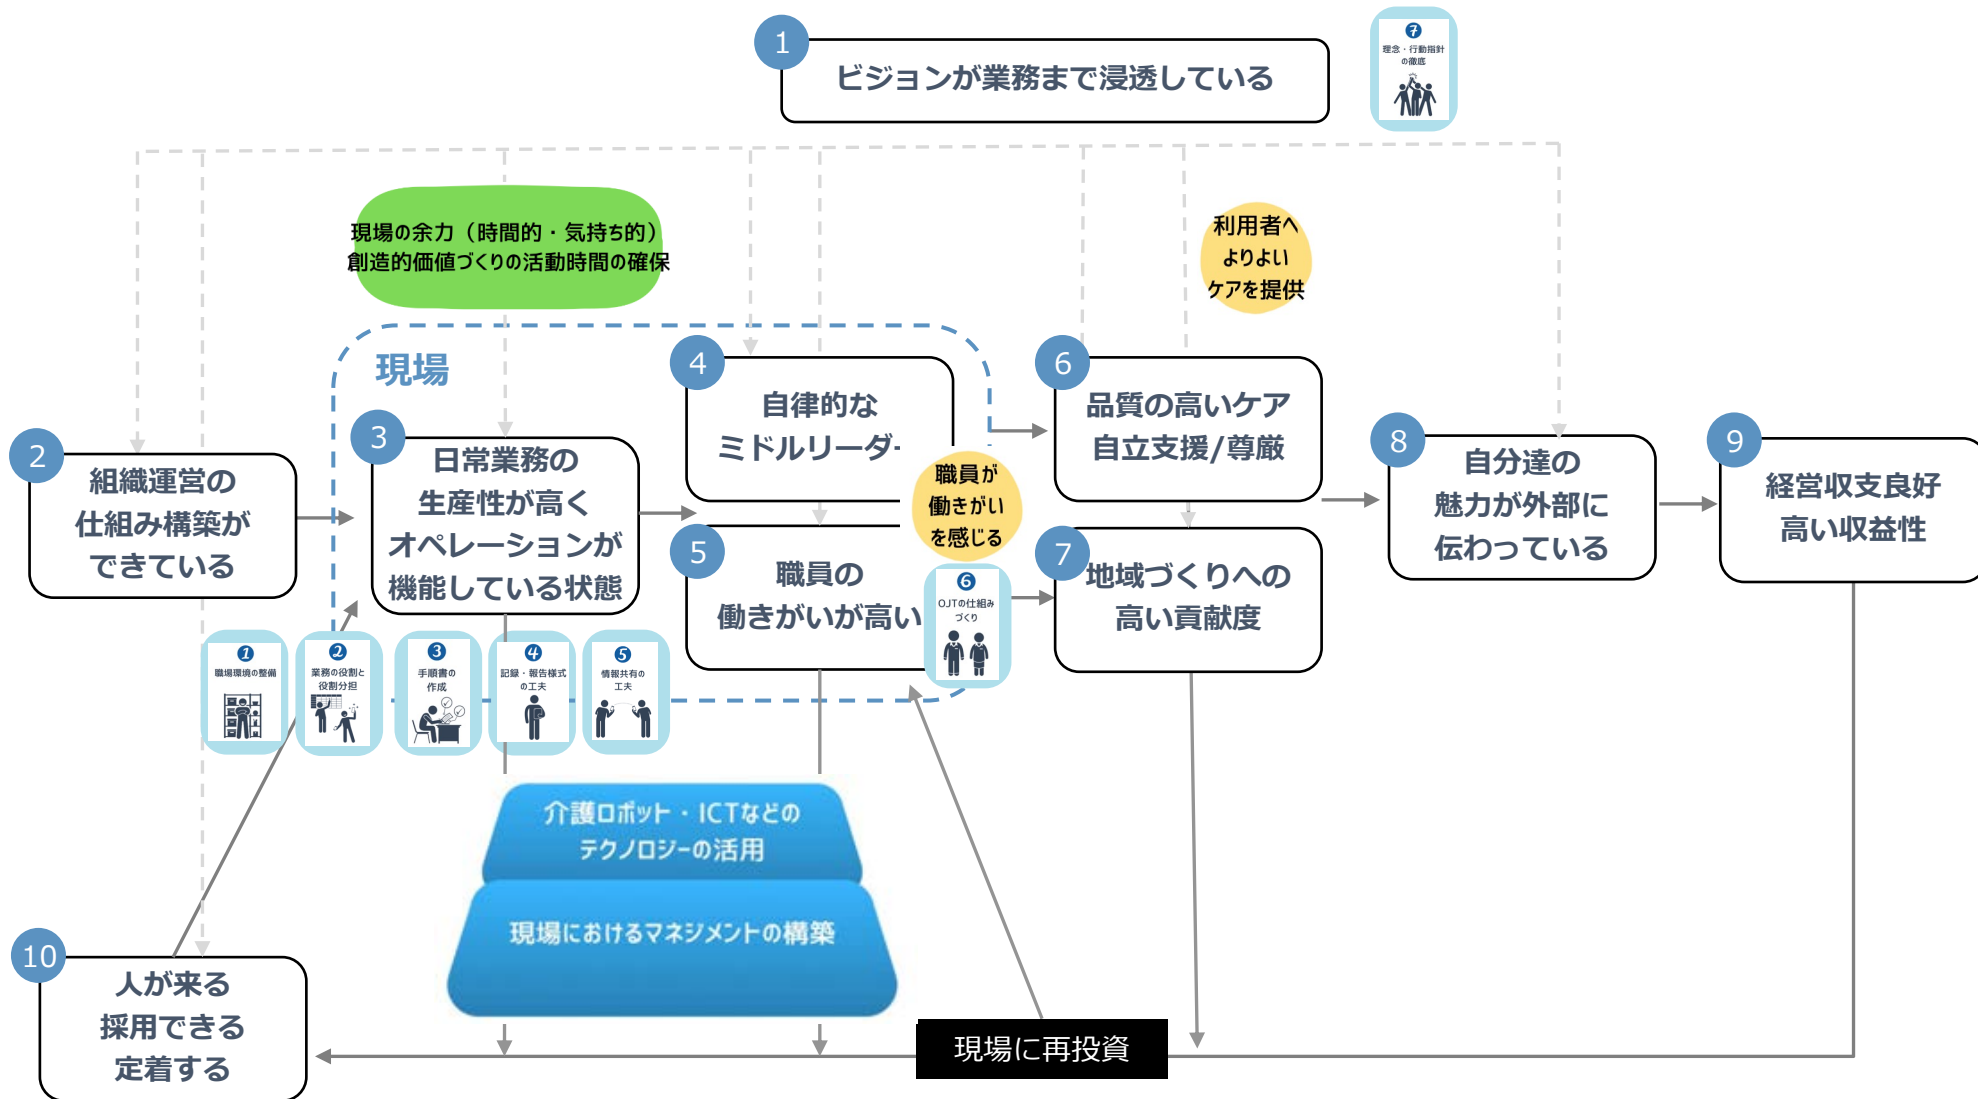 1
ビジョンが業務まで浸透している
❼
理念・行動指針
の徹底
現場の余力（時間的・気持ち的）
創造的価値づくりの活動時間の確保
利用者へ
よりよい
ケアを提供
現場
2
組織運営の
仕組み構築が
できている
3
日常業務の
生産性が高く
オペレーションが
機能している状態
4
自律的な
ミドルリーダー
職員が
働きがい
を感じる
5
職員の
働きがいが高い
6
品質の高いケア
自立支援/尊厳
7
地域づくりへの
高い貢献度
8
自分達の
魅力が外部に
伝わっている
9
経営収支良好
高い収益性
❶
職場環境の整備
❷
業務の役割と
役割分担
❸
手順書の
作成
❹
記録・報告様式
の工夫
❺
情報共有の
工夫
❻
OJTの仕組み
づくり
介護ロボット・ICTなどの
テクノロジーの活用
現場におけるマネジメントの構築
10
人が来る
採用できる
定着する
現場に再投資